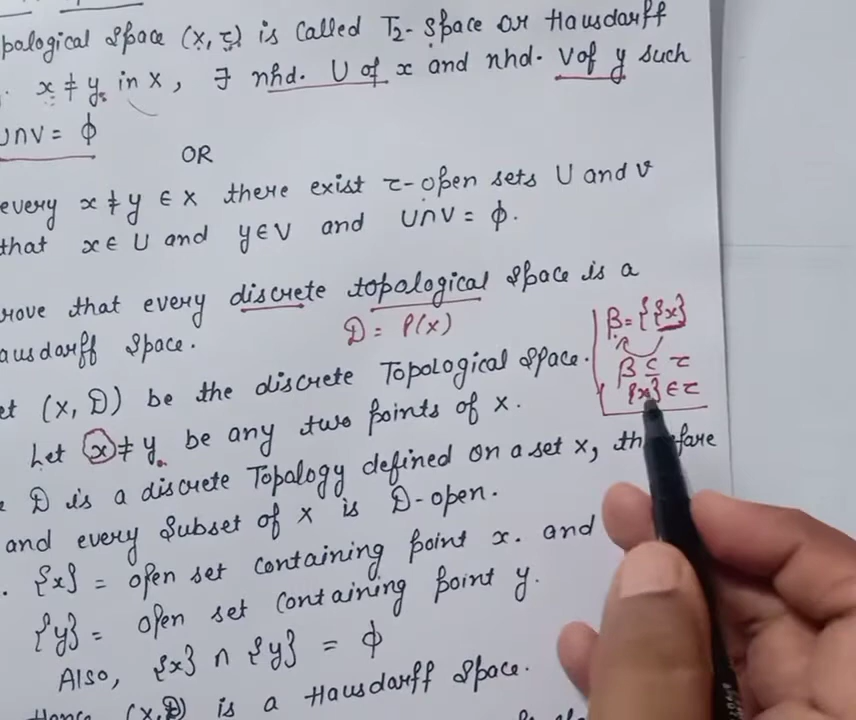 pological space (X, τ) is called T₂-space or Hausdorff
x ≠ y in X, ∃ nhd. U of x and nhd. V of y such
U∩V = ϕ
OR
every x ≠ y ∈ X there exist τ-open sets U and V
that x ∈ U and y ∈ V and U∩V = ϕ.
rove that every discrete topological space is a
ausdorff space.
D = P(X)
β = {{x}
β ⊂ τ
{x} ∈ τ
et (X, D) be the discrete Topological space.
Let x ≠ y be any two points of X.
D is a discrete Topology defined on a set X,
and every subset of X is D-open.
{x} = open set containing point x. and
{y} = open set containing point y.
Also, {x} ∩ {y} = ϕ
Hence (X, D) is a Hausdorff space.